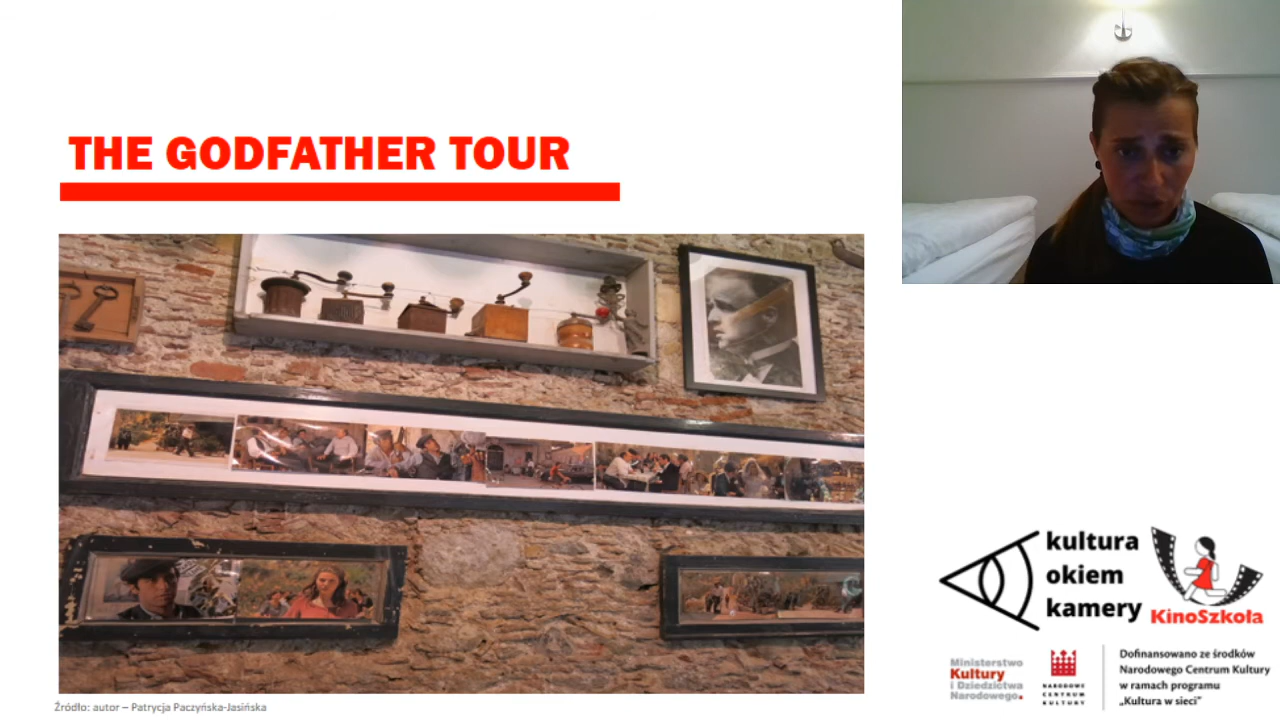 THE GODFATHER TOUR
Źródło: autor – Patrycja Paczyńska-Jasińska
kultura
okiem
kamery
KinoSzkoła
Ministerstwo
Kultury
i Dziedzictwa
Narodowego.
NARODOWE
CENTRUM
KULTURY
Dofinansowano ze środków
Narodowego Centrum Kultury
w ramach programu
„Kultura w sieci”